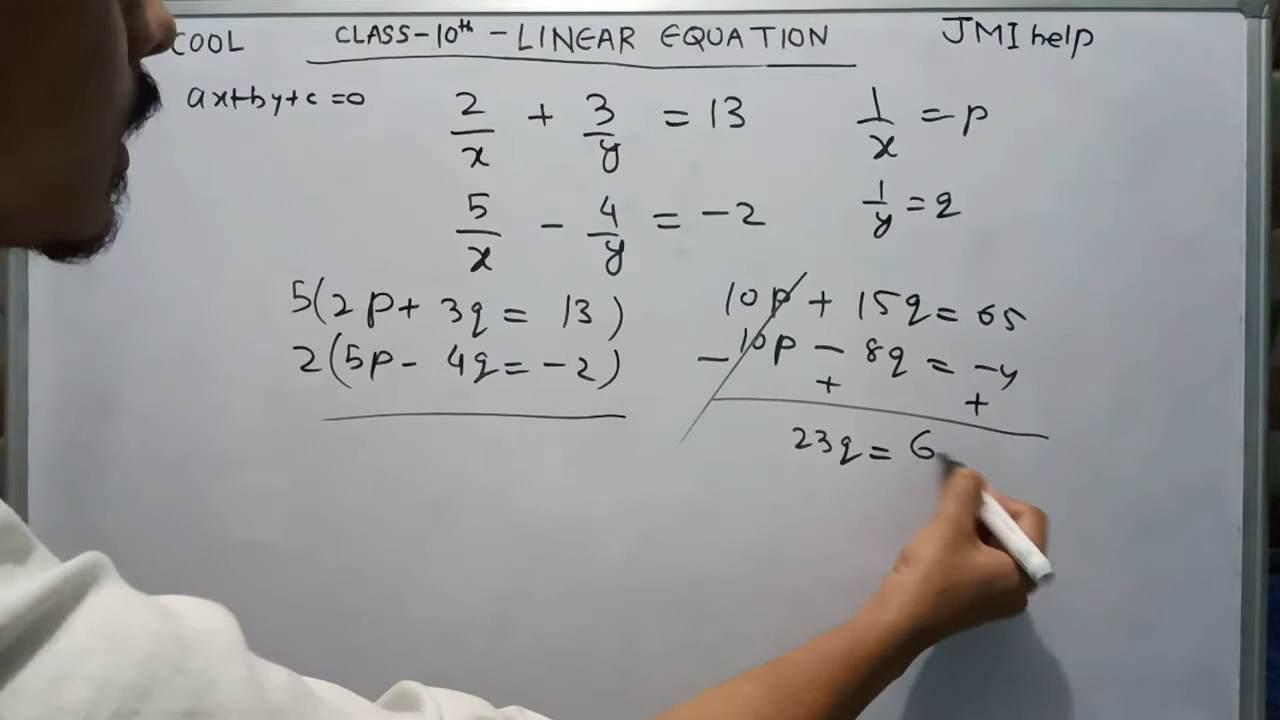 COOL CLASS-10th - LINEAR EQUATION JMI help
ax+by+c=0
2/x + 3/y = 13 1/x = p
5/x - 4/y = -2 1/y = q
5(2p+ 3q = 13)
2(5p- 4q = -2)
10p + 15q = 65
-10p - 8q = -4
+ +
23q = 6